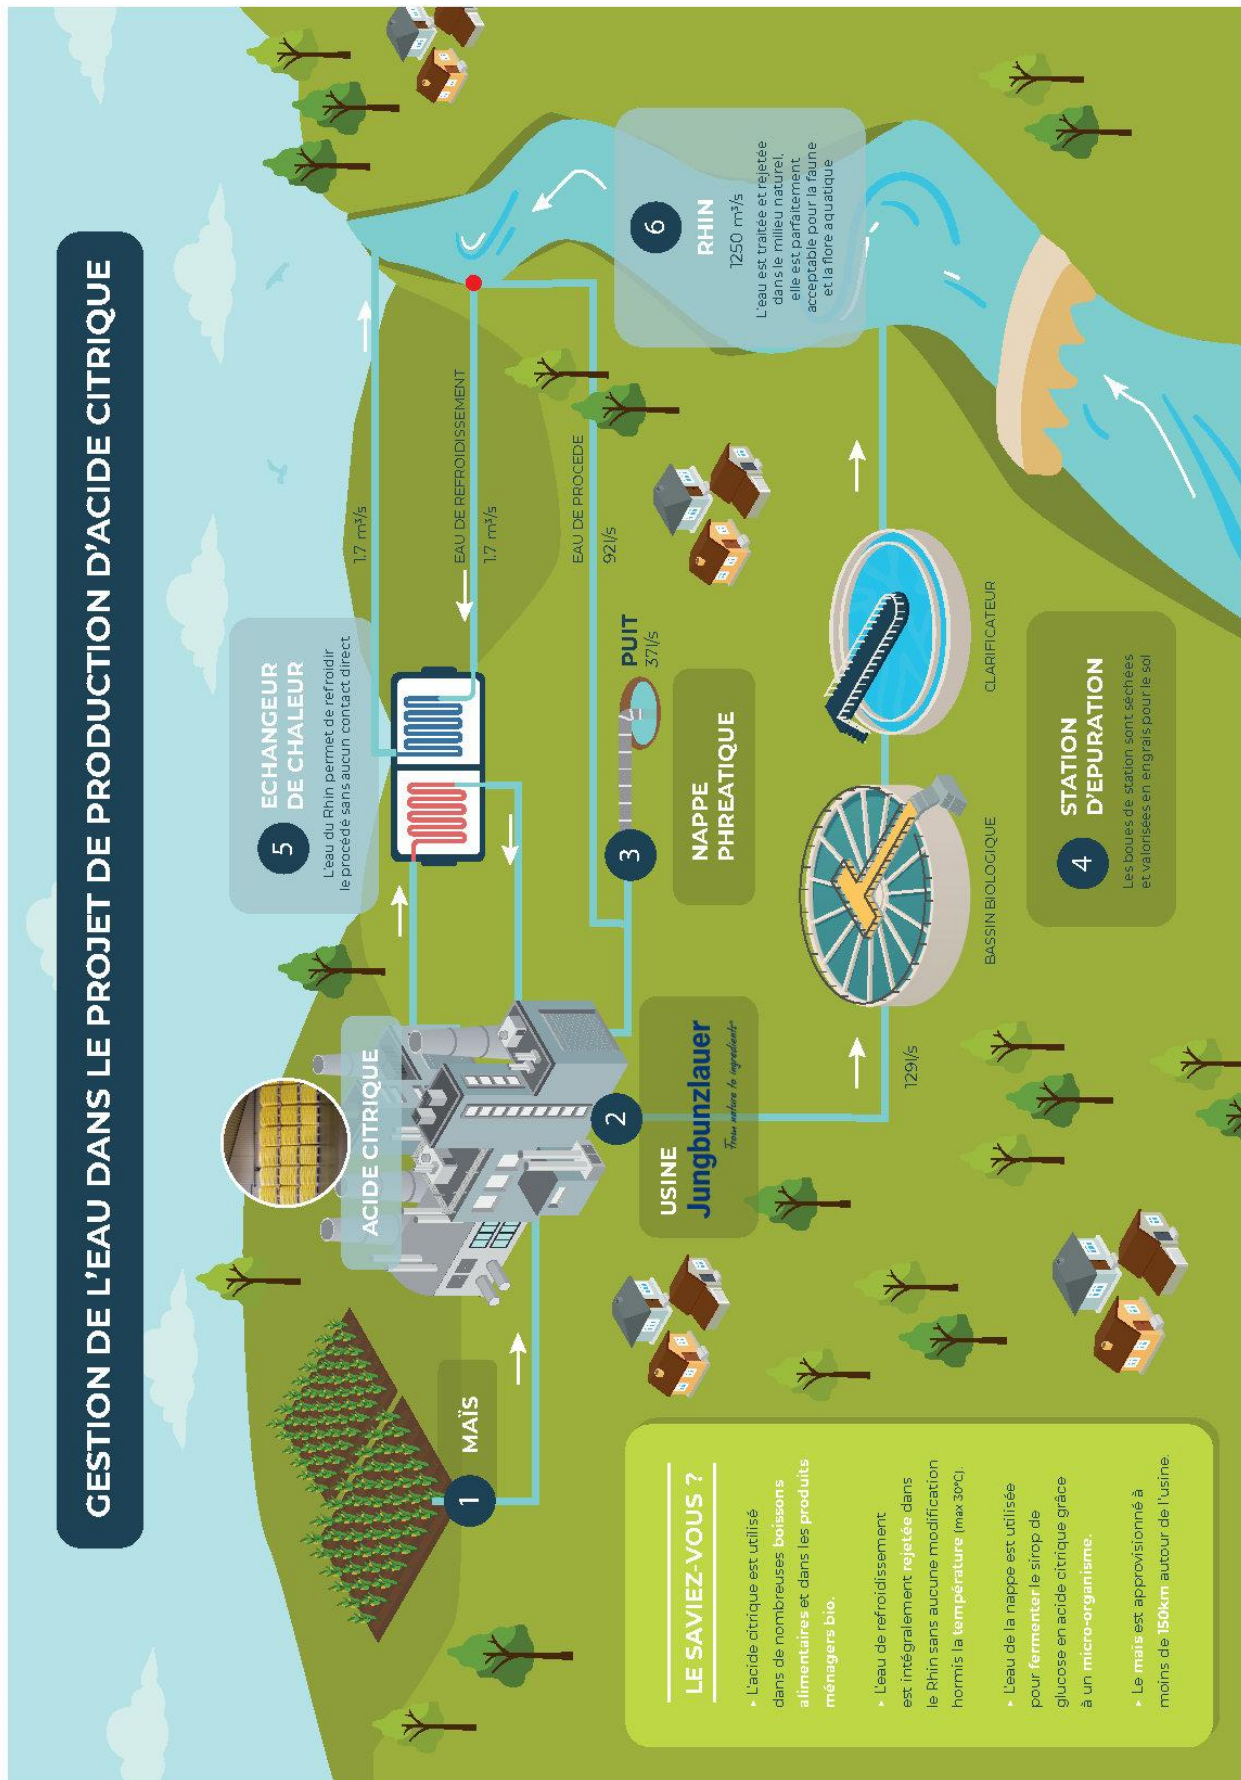 GESTION DE L'EAU DANS LE PROJET DE PRODUCTION D'ACIDE CITRIQUE
5
ECHANGEUR
DE CHALEUR
L'eau du Rhin permet de refroidir
le procédé sans aucun contact direct
1.7 m³/s
EAU DE REFROIDISSEMENT
1.7 m³/s
EAU DE PROCEDE
92l/s
ACIDE CITRIQUE
1
MAÏS
2
USINE
Jungbunzlauer
From nature to ingredients®
3
PUIT
37l/s
NAPPE
PHREATIQUE
6
RHIN
1250 m³/s
L'eau est traitée et rejetée
dans le milieu naturel,
elle est parfaitement
acceptable pour la faune
et la flore aquatique
129l/s
BASSIN BIOLOGIQUE
CLARIFICATEUR
4
STATION
D'EPURATION
Les boues de station sont séchées
et valorisées en engrais pour le sol
LE SAVIEZ-VOUS ?
▸ L'acide citrique est utilisé
dans de nombreuses boissons
alimentaires et dans les produits
ménagers bio.
▸ L'eau de refroidissement
est intégralement rejetée dans
le Rhin sans aucune modification
hormis la température (max 30°C).
▸ L'eau de la nappe est utilisée
pour fermenter le sirop de
glucose en acide citrique grâce
à un micro-organisme.
▸ Le maïs est approvisionné à
moins de 150km autour de l'usine.